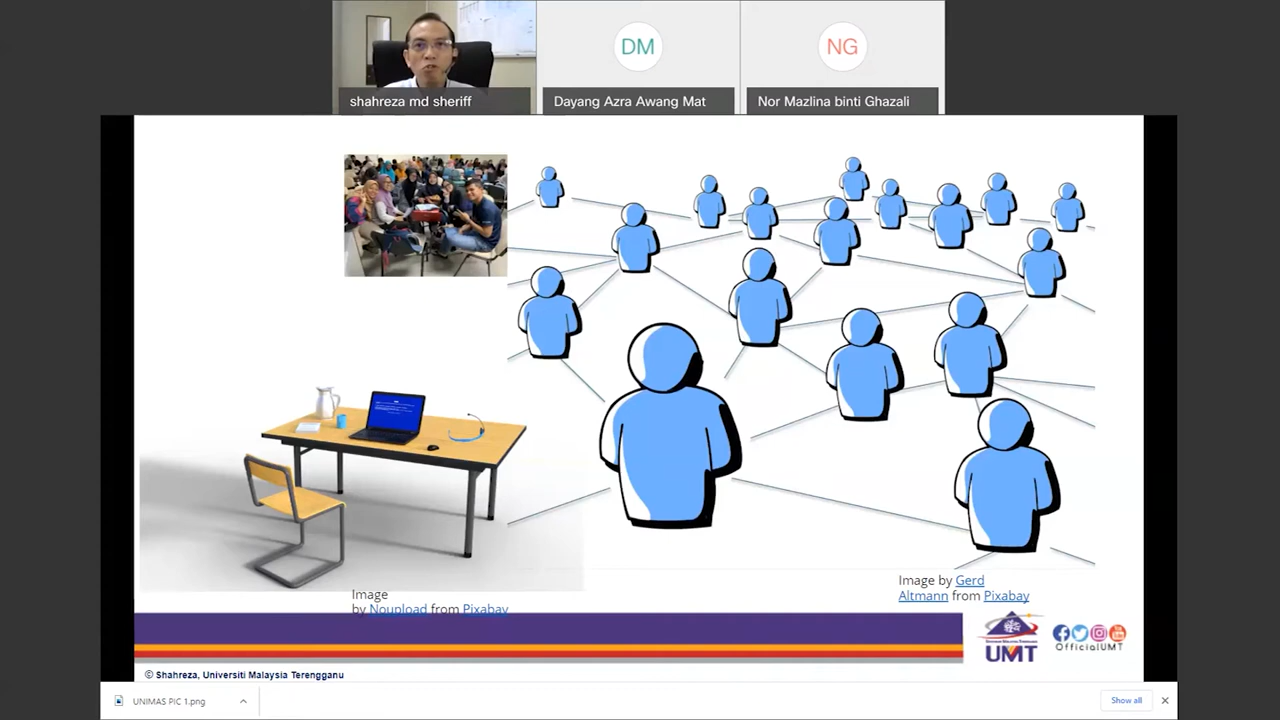 DM
NG
shahreza md sheriff
Dayang Azra Awang Mat
Nor Mazlina binti Ghazali
Image
by Noupload from Pixabay
Image by Gerd
Altmann from Pixabay
UMT
OfficialUMT
© Shahreza, Universiti Malaysia Terengganu
UNIMAS PIC 1.png
Show all